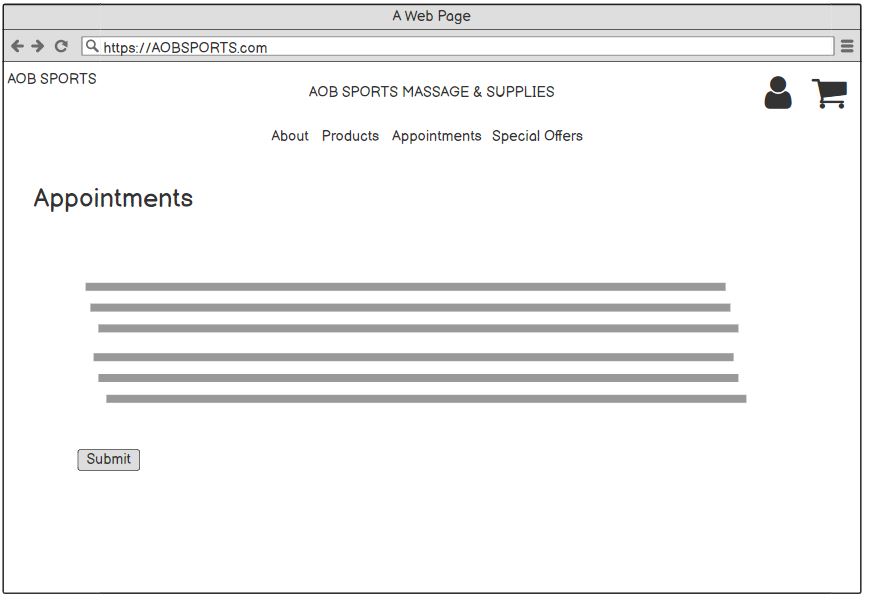 A Web Page
https://AOBSPORTS.com
AOB SPORTS
AOB SPORTS MASSAGE & SUPPLIES
About Products Appointments Special Offers
Appointments
Submit